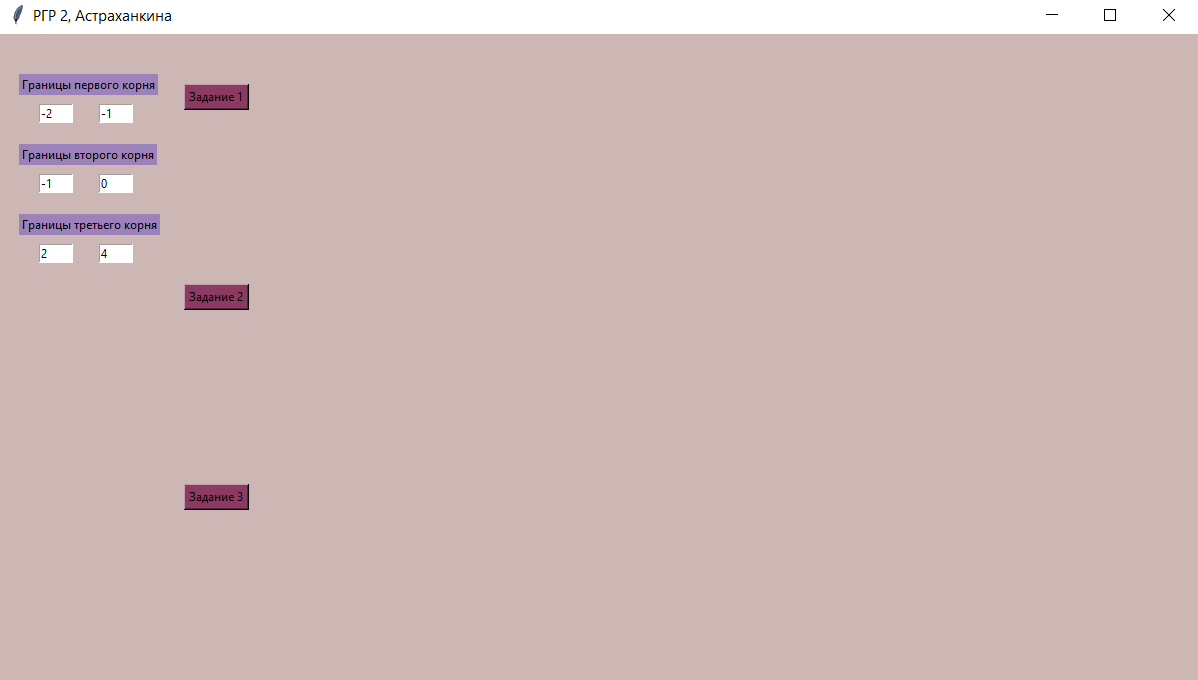 РГР 2, Астраханкина
Границы первого корня
Задание 1
-2 -1
Границы второго корня
-1 0
Границы третьего корня
2 4
Задание 2
Задание 3